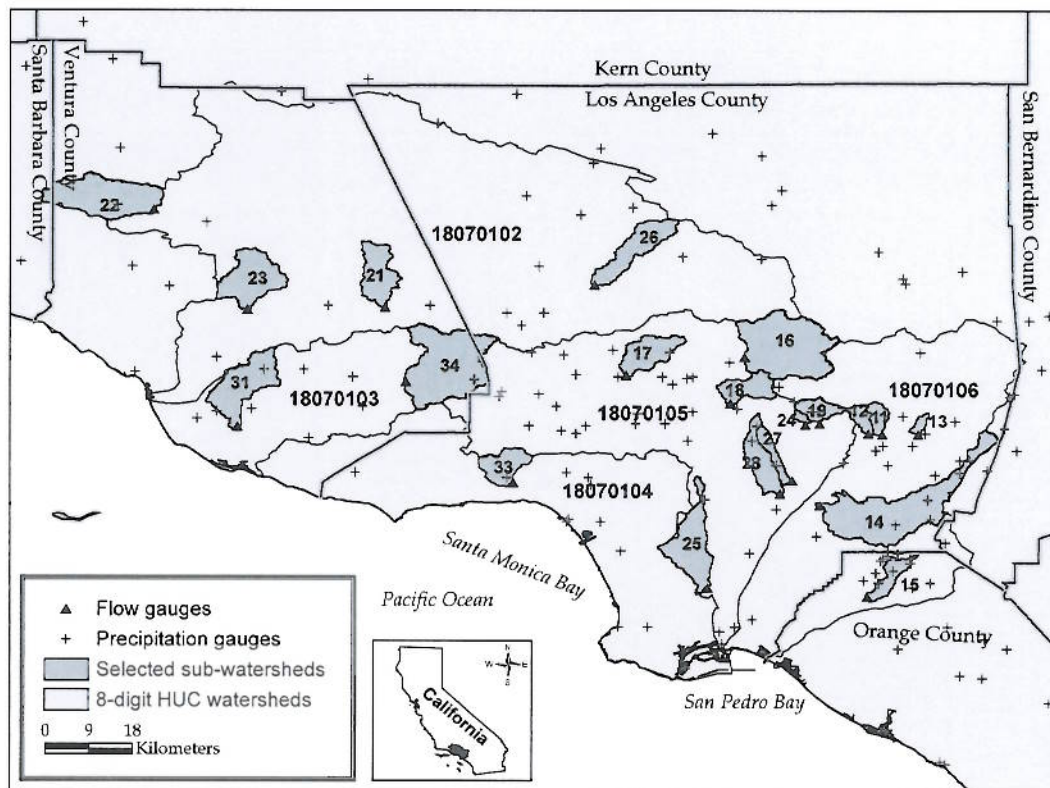 Kern County
Los Angeles County
Santa Barbara County
Ventura County
San Bernardino County
22
23
21
18070102
26
31
34
18070103
17
16
18
18070105
18070106
24
19
12
11
13
27
28
33
18070104
25
14
15
Orange County
Santa Monica Bay
Pacific Ocean
San Pedro Bay
Flow gauges
Precipitation gauges
Selected sub-watersheds
8-digit HUC watersheds
0 9 18
Kilometers
California
N
W E
S